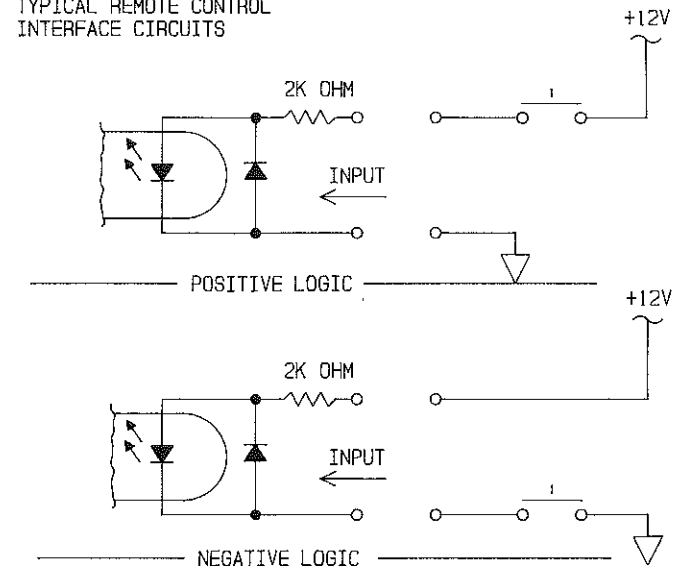 TYPICAL REMOTE CONTROL
INTERFACE CIRCUITS
+12V
2K OHM
INPUT
POSITIVE LOGIC
+12V
2K OHM
INPUT
NEGATIVE LOGIC